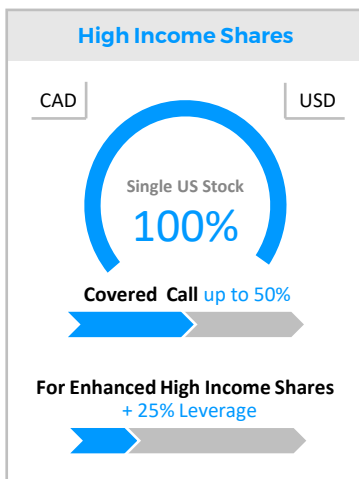 High Income Shares
CAD
USD
Single US Stock
100%
Covered Call up to 50%
For Enhanced High Income Shares
+ 25% Leverage